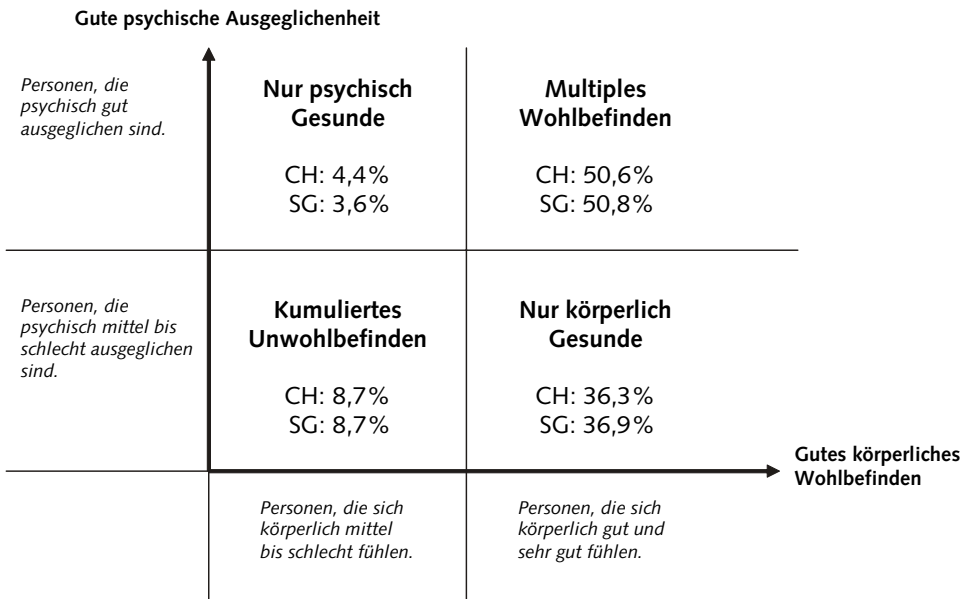 Gute psychische Ausgeglichenheit
Personen, die
psychisch gut
ausgeglichen sind.
Nur psychisch
Gesunde
CH: 4,4%
SG: 3,6%
Multiples
Wohlbefinden
CH: 50,6%
SG: 50,8%
Personen, die
psychisch mittel bis
schlecht ausgeglichen
sind.
Kumuliertes
Unwohlbefinden
CH: 8,7%
SG: 8,7%
Nur körperlich
Gesunde
CH: 36,3%
SG: 36,9%
Gutes körperliches
Wohlbefinden
Personen, die sich
körperlich mittel
bis schlecht fühlen.
Personen, die sich
körperlich gut und
sehr gut fühlen.